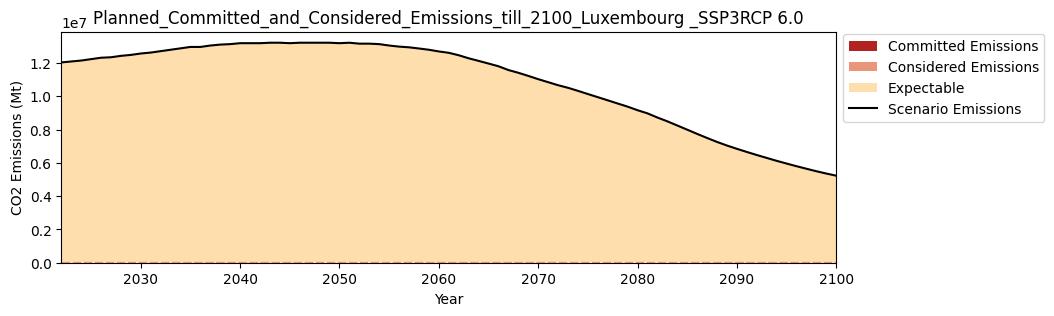 Planned_Committed_and_Considered_Emissions_till_2100_Luxembourg _SSP3RCP 6.0
1e7
1.2
1.0
0.8
0.6
0.4
0.2
0.0
CO2 Emissions (Mt)
2030 2040 2050 2060 2070 2080 2090 2100
Year
Committed Emissions
Considered Emissions
Expectable
Scenario Emissions